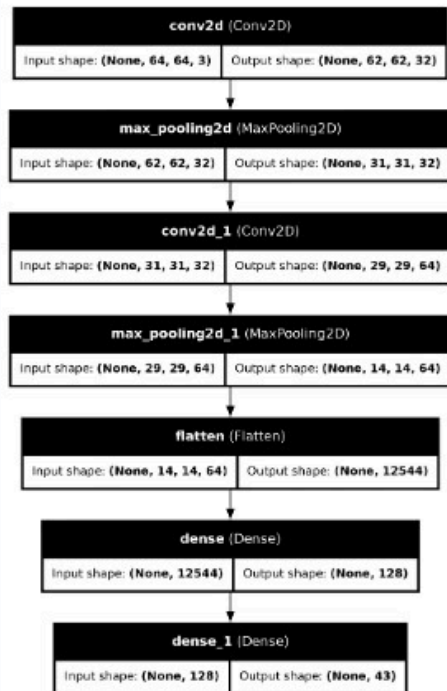 conv2d (Conv2D)
Input shape: (None, 64, 64, 3) Output shape: (None, 62, 62, 32)
max_pooling2d (MaxPooling2D)
Input shape: (None, 62, 62, 32) Output shape: (None, 31, 31, 32)
conv2d_1 (Conv2D)
Input shape: (None, 31, 31, 32) Output shape: (None, 29, 29, 64)
max_pooling2d_1 (MaxPooling2D)
Input shape: (None, 29, 29, 64) Output shape: (None, 14, 14, 64)
flatten (Flatten)
Input shape: (None, 14, 14, 64) Output shape: (None, 12544)
dense (Dense)
Input shape: (None, 12544) Output shape: (None, 128)
dense_1 (Dense)
Input shape: (None, 128) Output shape: (None, 43)